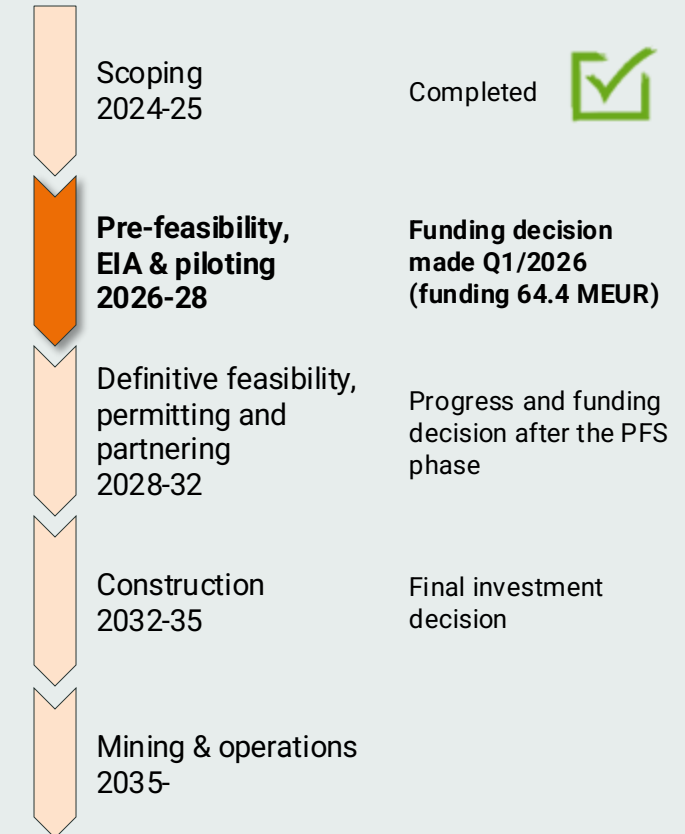 Scoping
2024-25
Completed
Pre-feasibility,
EIA & piloting
2026-28
Funding decision
made Q1/2026
(funding 64.4 MEUR)
Definitive feasibility,
permitting and
partnering
2028-32
Progress and funding
decision after the PFS
phase
Construction
2032-35
Final investment
decision
Mining & operations
2035-